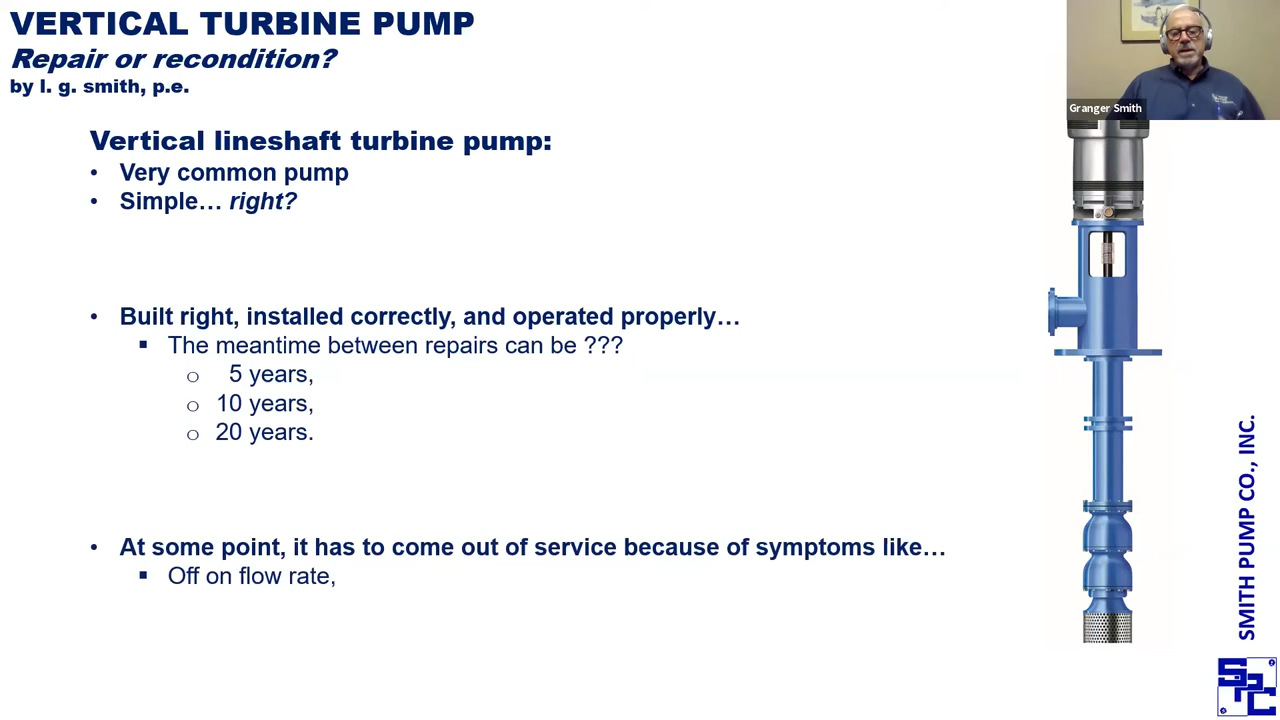 VERTICAL TURBINE PUMP
Repair or recondition?
by l. g. smith, p.e.
Granger Smith
Vertical lineshaft turbine pump:
• Very common pump
• Simple… right?
• Built right, installed correctly, and operated properly…
▪ The meantime between repairs can be ???
o 5 years,
o 10 years,
o 20 years.
• At some point, it has to come out of service because of symptoms like…
▪ Off on flow rate,
SMITH PUMP CO., INC.
SPC